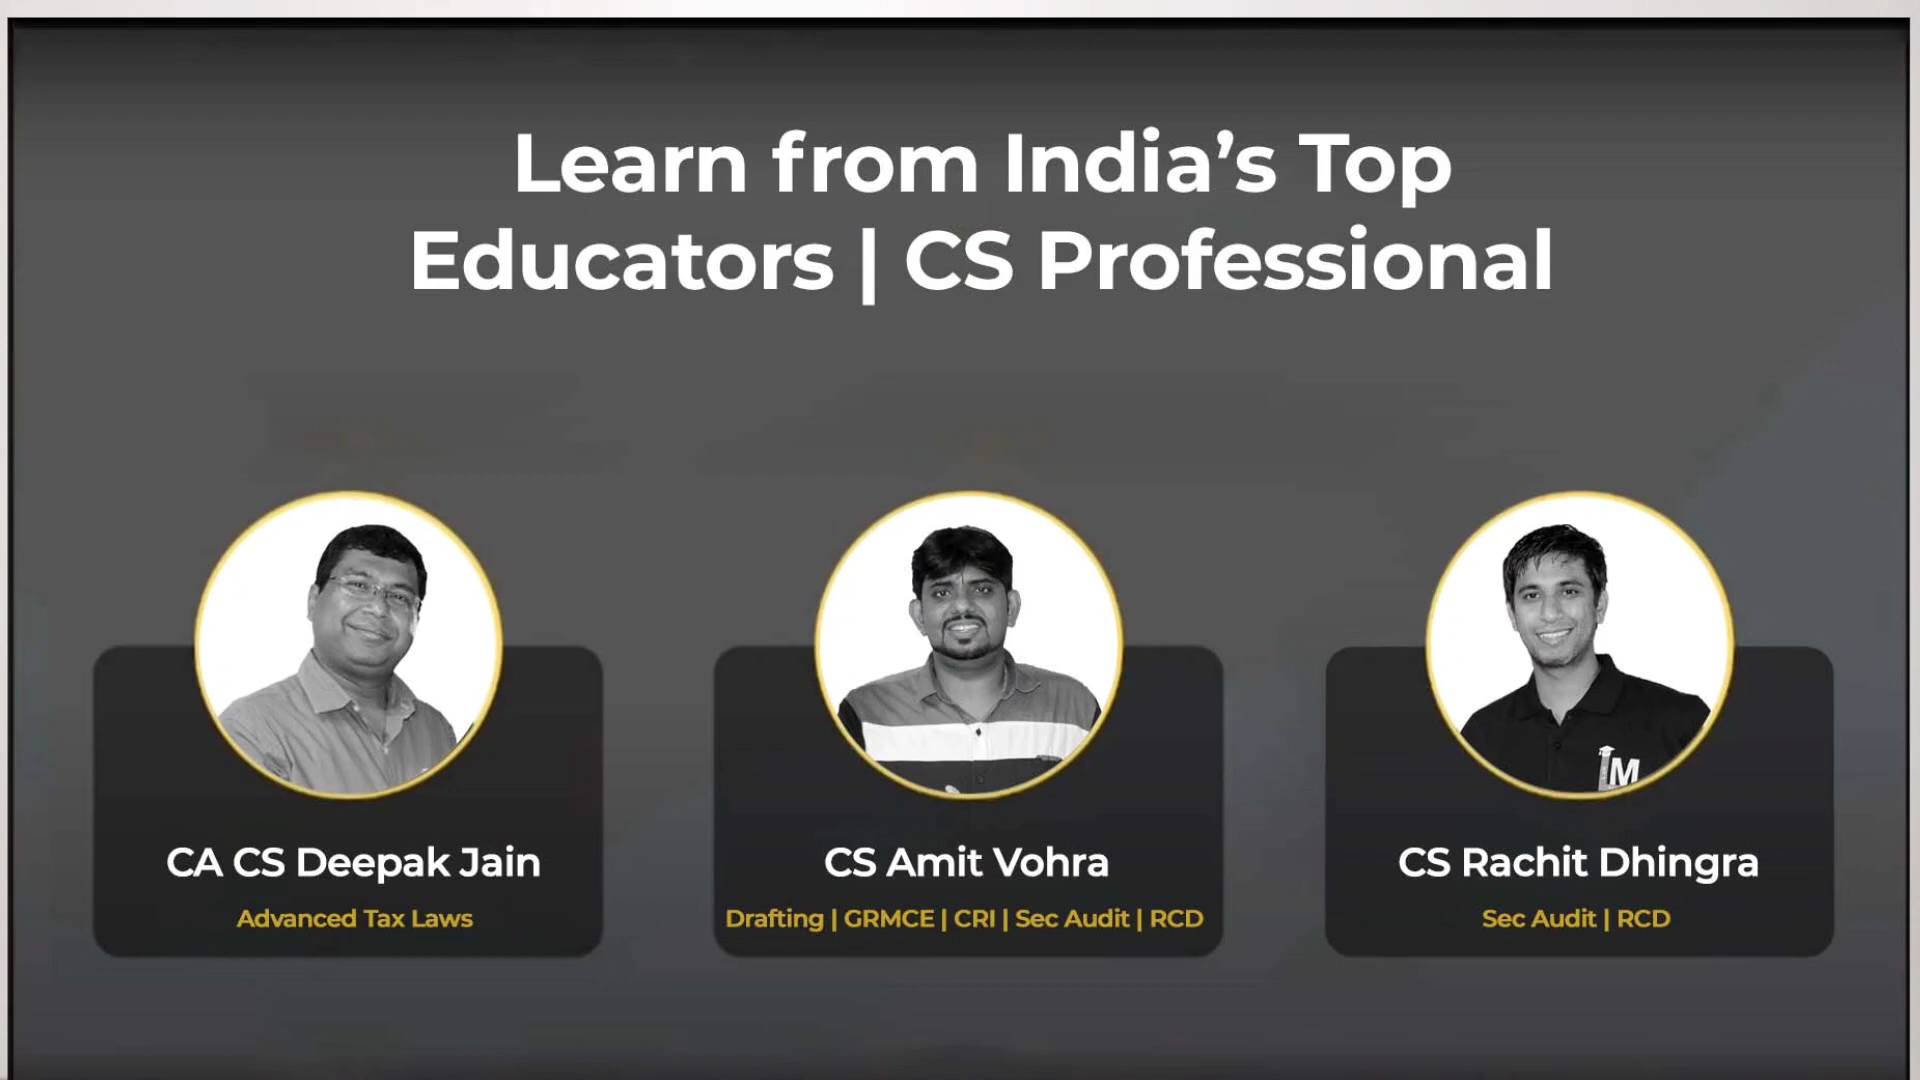 Learn from India’s Top
Educators | CS Professional
M
CA CS Deepak Jain
Advanced Tax Laws
CS Amit Vohra
Drafting | GRMCE | CRI | Sec Audit | RCD
CS Rachit Dhingra
Sec Audit | RCD